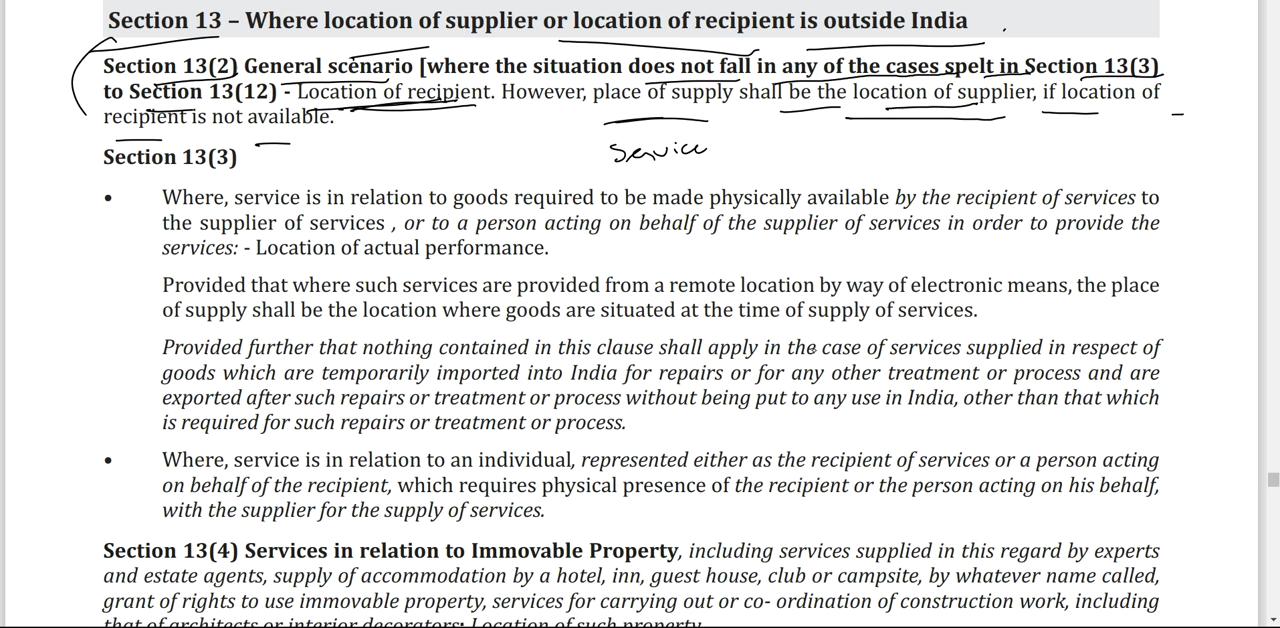 Section 13 – Where location of supplier or location of recipient is outside India
Section 13(2) General scenario [where the situation does not fall in any of the cases spelt in Section 13(3)
to Section 13(12) - Location of recipient. However, place of supply shall be the location of supplier, if location of
recipient is not available.
Service
Section 13(3)
• Where, service is in relation to goods required to be made physically available by the recipient of services to
the supplier of services , or to a person acting on behalf of the supplier of services in order to provide the
services: - Location of actual performance.
Provided that where such services are provided from a remote location by way of electronic means, the place
of supply shall be the location where goods are situated at the time of supply of services.
Provided further that nothing contained in this clause shall apply in the case of services supplied in respect of
goods which are temporarily imported into India for repairs or for any other treatment or process and are
exported after such repairs or treatment or process without being put to any use in India, other than that which
is required for such repairs or treatment or process.
• Where, service is in relation to an individual, represented either as the recipient of services or a person acting
on behalf of the recipient, which requires physical presence of the recipient or the person acting on his behalf,
with the supplier for the supply of services.
Section 13(4) Services in relation to Immovable Property, including services supplied in this regard by experts
and estate agents, supply of accommodation by a hotel, inn, guest house, club or campsite, by whatever name called,
grant of rights to use immovable property, services for carrying out or co- ordination of construction work, including
that of architects or interior decorators: Location of such property.